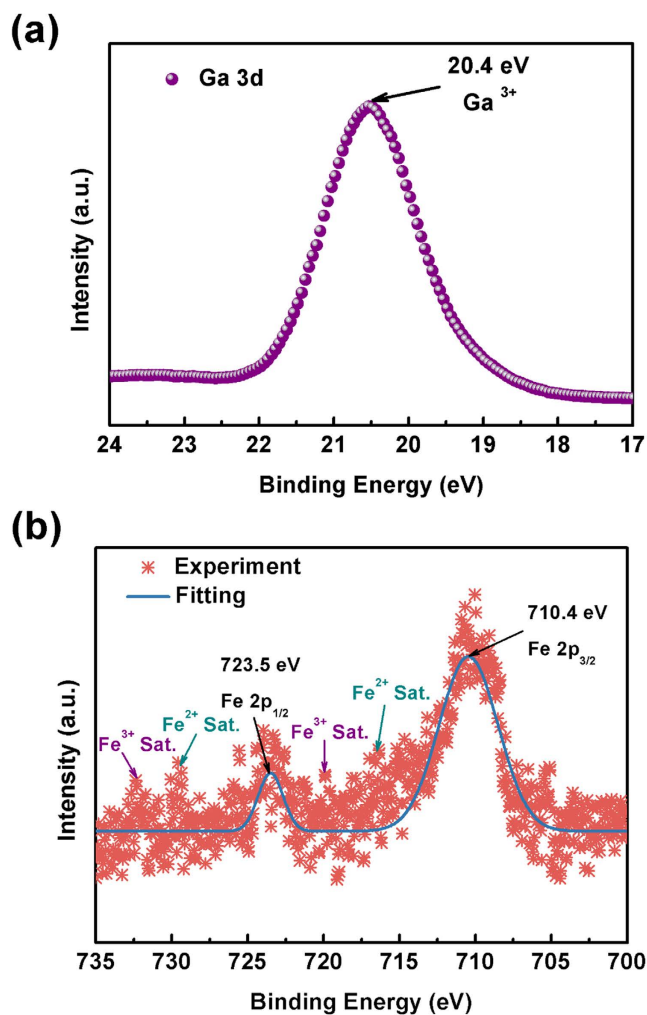 (a)
Ga 3d
20.4 eV
Ga 3+
Intensity (a.u.)
24 23 22 21 20 19 18 17
Binding Energy (eV)
(b)
Experiment
Fitting
710.4 eV
Fe 2p3/2
723.5 eV
Fe 2p1/2
Fe2+ Sat.
Fe3+ Sat.
Fe2+ Sat.
Fe3+ Sat.
Intensity (a.u.)
735 730 725 720 715 710 705 700
Binding Energy (eV)